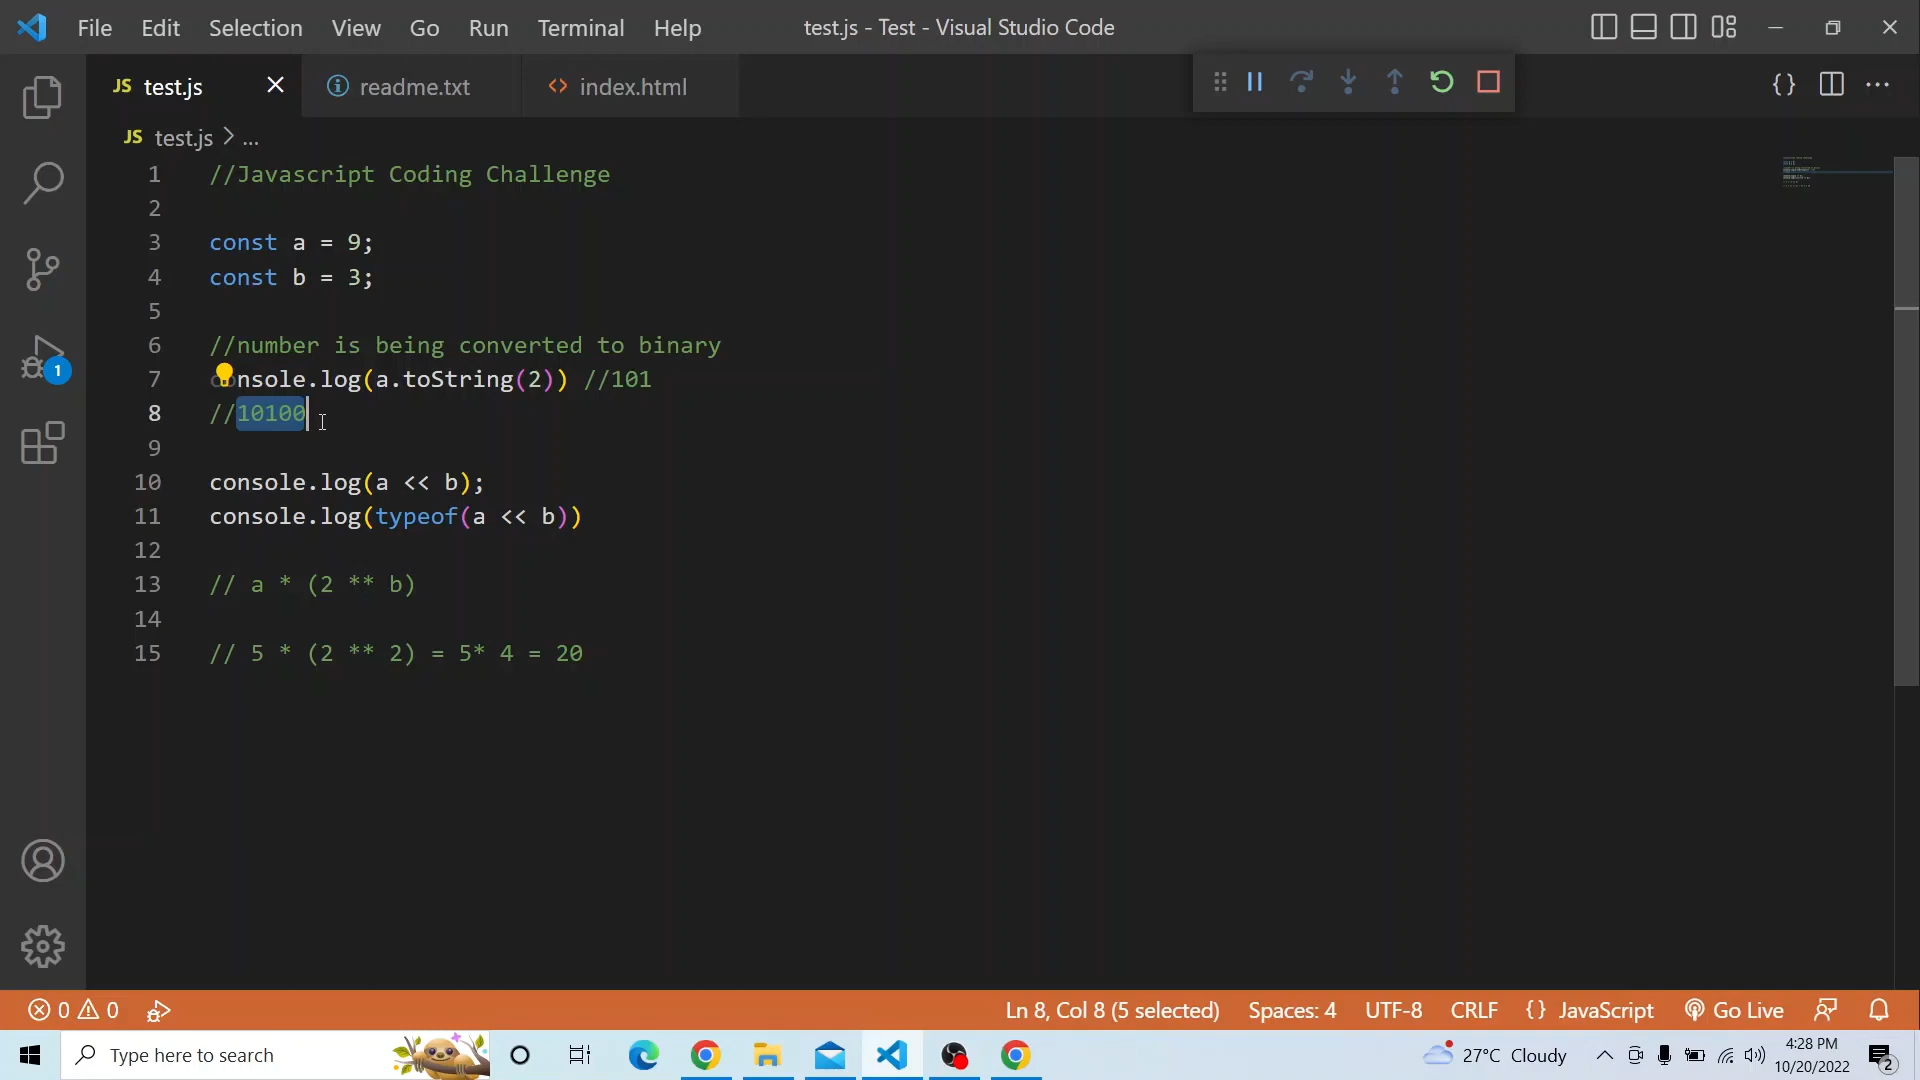 File Edit Selection View Go Run Terminal Help test.js - Test - Visual Studio Code
JS test.js readme.txt <> index.html {}
JS test.js > ...
1 //Javascript Coding Challenge
2
3 const a = 9;
4 const b = 3;
5
6 //number is being converted to binary
7 console.log(a.toString(2)) //101
8 //10100
9
10 console.log(a << b);
11 console.log(typeof(a << b))
12
13 // a * (2 ** b)
14
15 // 5 * (2 ** 2) = 5* 4 = 20
1
0 0 Ln 8, Col 8 (5 selected) Spaces: 4 UTF-8 CRLF {} JavaScript Go Live
Type here to search 27°C Cloudy 4:28 PM
10/20/2022 2